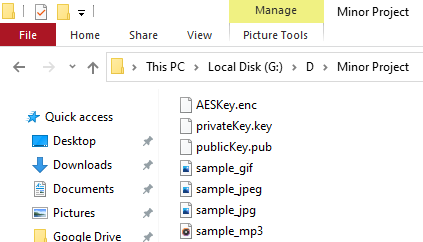 Manage
Minor Project
File
Home
Share
View
Picture Tools
This PC > Local Disk (G:) > D > Minor Project
Quick access
Desktop
Downloads
Documents
Pictures
Google Drive
AESKey.enc
privateKey.key
publicKey.pub
sample_gif
sample_jpeg
sample_jpg
sample_mp3